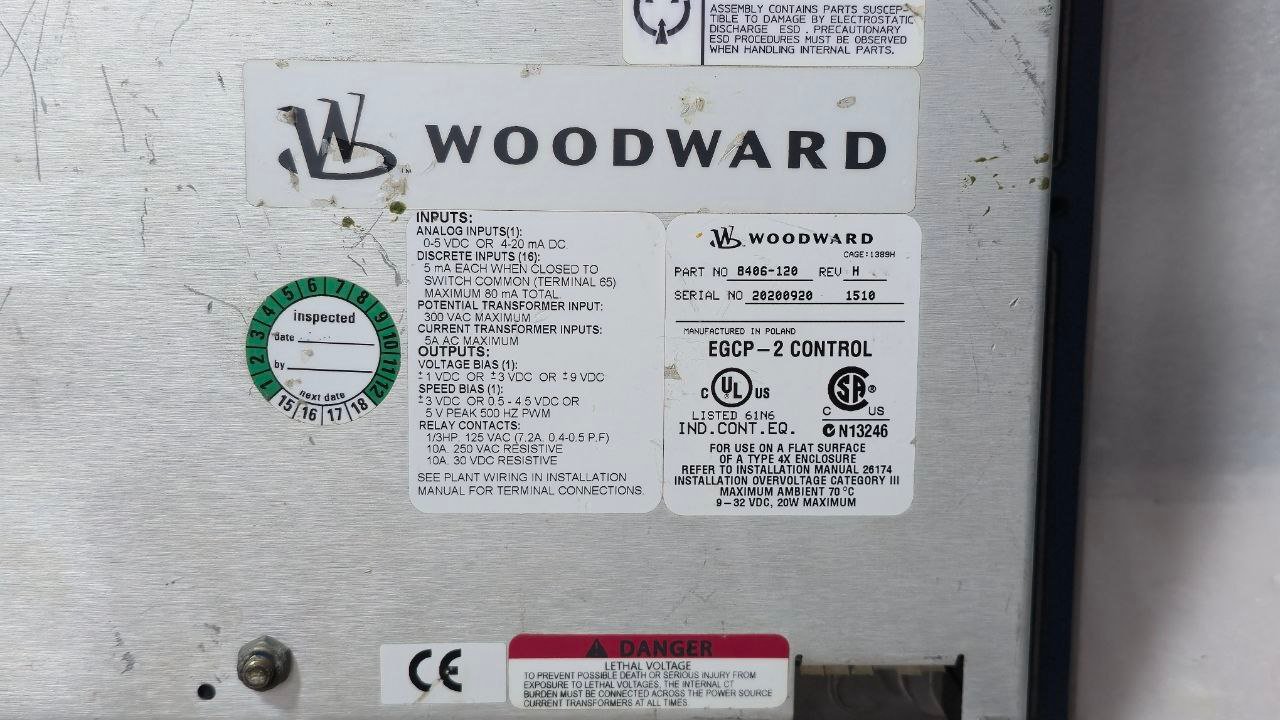 ASSEMBLY CONTAINS PARTS SUSCEP-
TIBLE TO DAMAGE BY ELECTROSTATIC
DISCHARGE ESD . PRECAUTIONARY
ESD PROCEDURES MUST BE OBSERVED
WHEN HANDLING INTERNAL PARTS.
WOODWARD
INPUTS:
ANALOG INPUTS(1):
0-5 VDC OR 4-20 mA DC
DISCRETE INPUTS (16):
5 mA EACH WHEN CLOSED TO
SWITCH COMMON (TERMINAL 65)
MAXIMUM 80 mA TOTAL
POTENTIAL TRANSFORMER INPUT:
300 VAC MAXIMUM
CURRENT TRANSFORMER INPUTS:
5A AC MAXIMUM
OUTPUTS:
VOLTAGE BIAS (1):
±1 VDC OR ±3 VDC OR ±9 VDC
SPEED BIAS (1):
±3 VDC OR 0.5 - 4.5 VDC OR
5 V PEAK 500 HZ PWM
RELAY CONTACTS:
1/3HP 125 VAC (7.2A, 0.4-0.5 P.F)
10A, 250 VAC RESISTIVE
10A, 30 VDC RESISTIVE
SEE PLANT WIRING IN INSTALLATION
MANUAL FOR TERMINAL CONNECTIONS.
WOODWARD
CAGE:1389H
PART NO 8406-120 REV H
SERIAL NO 20200920 1510
MANUFACTURED IN POLAND
EGCP-2 CONTROL
C UL US
LISTED 61N6
IND.CONT.EQ.
SA ®
C US
N13246
FOR USE ON A FLAT SURFACE
OF A TYPE 4X ENCLOSURE
REFER TO INSTALLATION MANUAL 26174
INSTALLATION OVERVOLTAGE CATEGORY III
MAXIMUM AMBIENT 70 °C
9-32 VDC, 20W MAXIMUM
1 2 3 4 5 6 7 8 9 10 11 12
inspected
date
by
next date
15 16 17 18
CE
DANGER
LETHAL VOLTAGE
TO PREVENT POSSIBLE DEATH OR SERIOUS INJURY FROM
EXPOSURE TO LETHAL VOLTAGES, THE INTERNAL CT
BURDEN MUST BE CONNECTED ACROSS THE POWER SOURCE
CURRENT TRANSFORMERS AT ALL TIMES.